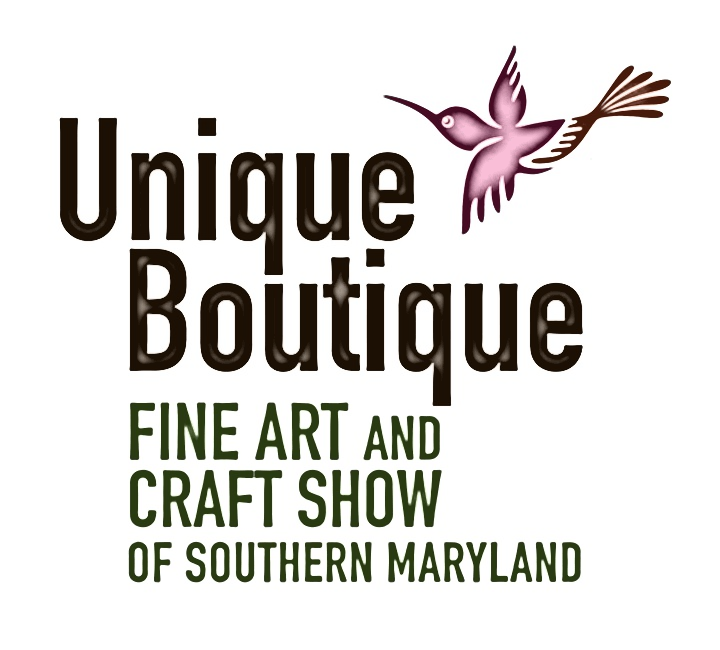 Unique
Boutique
FINE ART AND
CRAFT SHOW
OF SOUTHERN MARYLAND